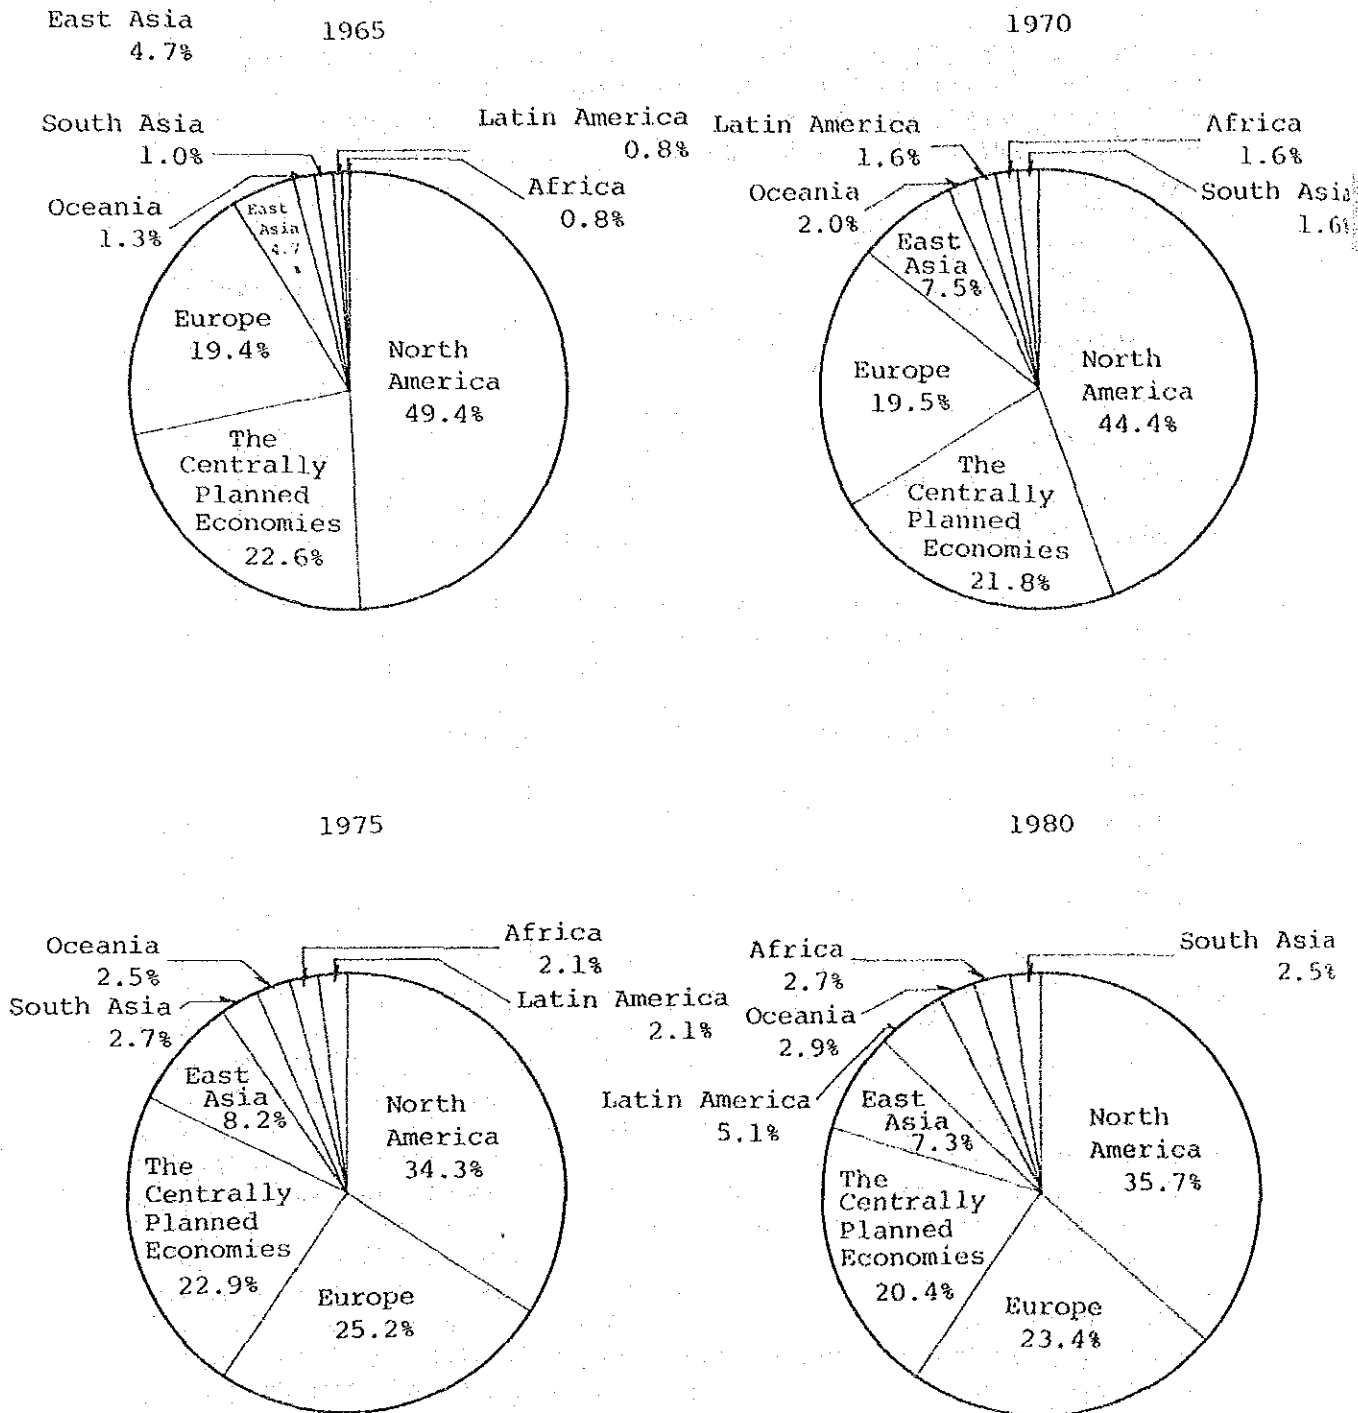 East Asia
4.7%
1965
South Asia
1.0%
Latin America
0.8%
Oceania
1.3%
Africa
0.8%
East
Asia
4.7
Europe
19.4%
North
America
49.4%
The
Centrally
Planned
Economies
22.6%
1970
Latin America
1.6%
Africa
1.6%
Oceania
2.0%
South Asia
1.6%
East
Asia
7.5%
Europe
19.5%
North
America
44.4%
The
Centrally
Planned
Economies
21.8%
1975
Oceania
2.5%
Africa
2.1%
South Asia
2.7%
Latin America
2.1%
East
Asia
8.2%
North
America
34.3%
The
Centrally
Planned
Economies
22.9%
Europe
25.2%
1980
Africa
2.7%
South Asia
2.5%
Oceania
2.9%
Latin America
5.1%
East
Asia
7.3%
North
America
35.7%
The
Centrally
Planned
Economies
20.4%
Europe
23.4%